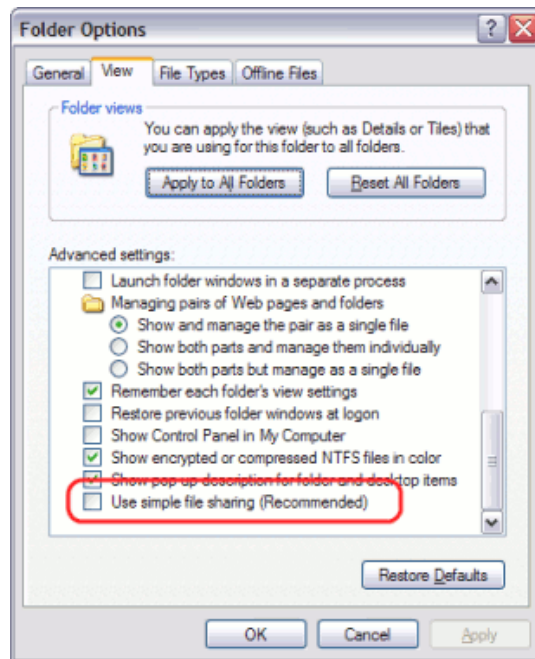 Folder Options
General View File Types Offline Files
Folder views
You can apply the view (such as Details or Tiles) that
you are using for this folder to all folders.
Apply to All Folders Reset All Folders
Advanced settings:
Launch folder windows in a separate process
Managing pairs of Web pages and folders
Show and manage the pair as a single file
Show both parts and manage them individually
Show both parts but manage as a single file
Remember each folder's view settings
Restore previous folder windows at logon
Show Control Panel in My Computer
Show encrypted or compressed NTFS files in color
Show pop-up description for folder and desktop items
Use simple file sharing (Recommended)
Restore Defaults
OK Cancel Apply